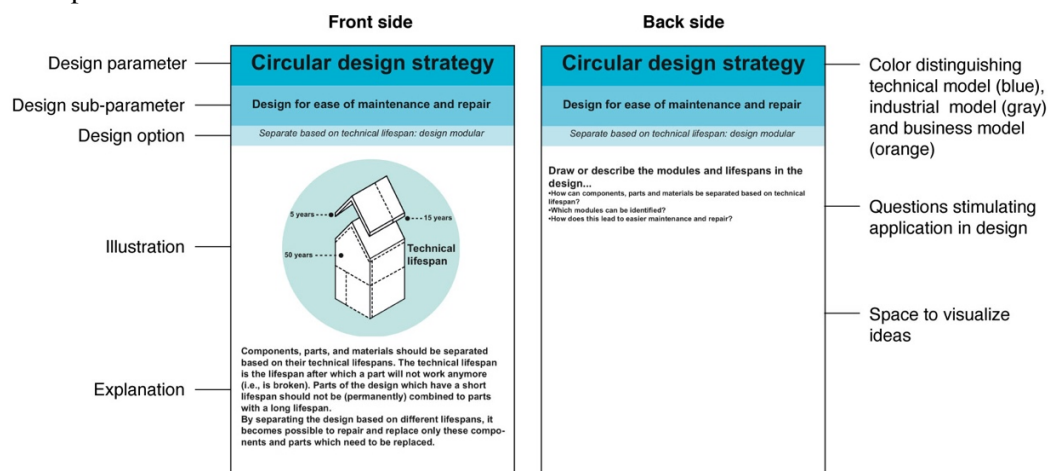 Front side
Back side
Design parameter
Design sub-parameter
Design option
Illustration
Explanation
Circular design strategy
Design for ease of maintenance and repair
Separate based on technical lifespan: design modular
5 years
15 years
50 years
Technical
lifespan
Components, parts, and materials should be separated
based on their technical lifespans. The technical lifespan
is the lifespan after which a part will not work anymore
(i.e., is broken). Parts of the design which have a short
lifespan should not be (permanently) combined to parts
with a long lifespan.
By separating the design based on different lifespans, it
becomes possible to repair and replace only these compo-
nents and parts which need to be replaced.
Circular design strategy
Design for ease of maintenance and repair
Separate based on technical lifespan: design modular
Draw or describe the modules and lifespans in the
design...
•How can components, parts and materials be separated based on technical
lifespan?
•Which modules can be identified?
•How does this lead to easier maintenance and repair?
Color distinguishing
technical model (blue),
industrial model (gray)
and business model
(orange)
Questions stimulating
application in design
Space to visualize
ideas